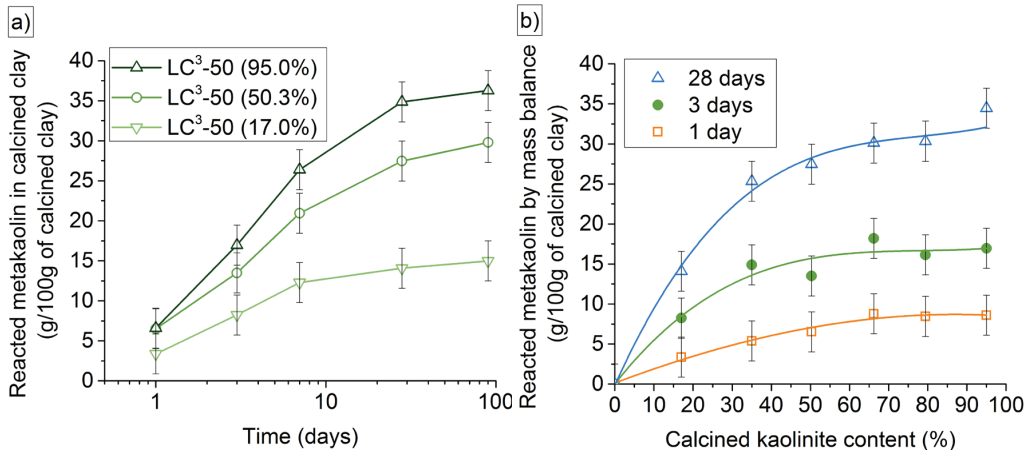 a)
Reacted metakaolin in calcined clay
(g/100g of calcined clay)
40
35
30
25
20
15
10
5
0
LC³-50 (95.0%)
LC³-50 (50.3%)
LC³-50 (17.0%)
1
10
100
Time (days)
b)
Reacted metakaolin by mass balance
(g/100g of calcined clay)
40
35
30
25
20
15
10
5
0
28 days
3 days
1 day
0
10
20
30
40
50
60
70
80
90
100
Calcined kaolinite content (%)